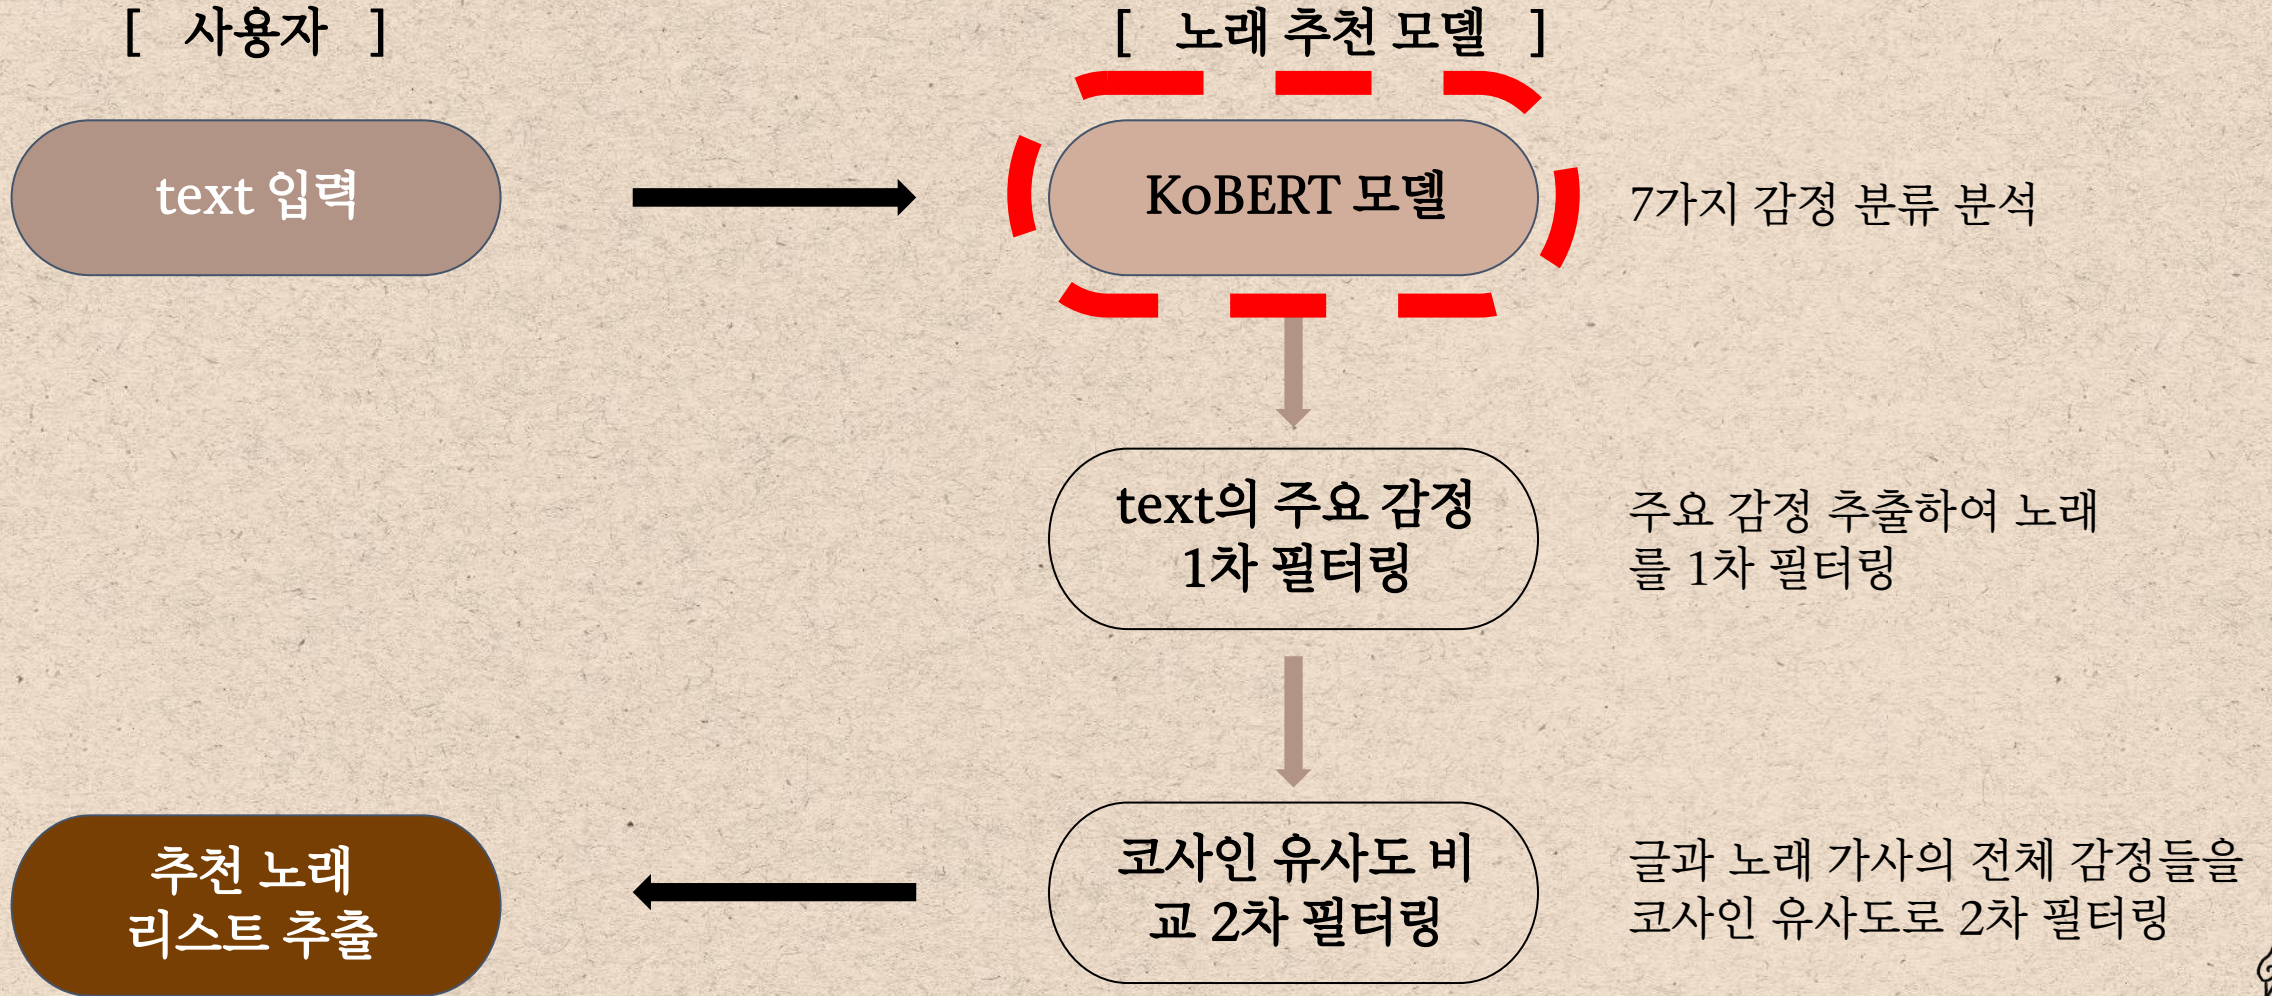 [ 사용자 ]
[ 노래 추천 모델 ]
text 입력
KoBERT 모델
7가지 감정 분류 분석
text의 주요 감정
1차 필터링
주요 감정 추출하여 노래
를 1차 필터링
추천 노래
리스트 추출
코사인 유사도 비
교 2차 필터링
글과 노래 가사의 전체 감정들을
코사인 유사도로 2차 필터링